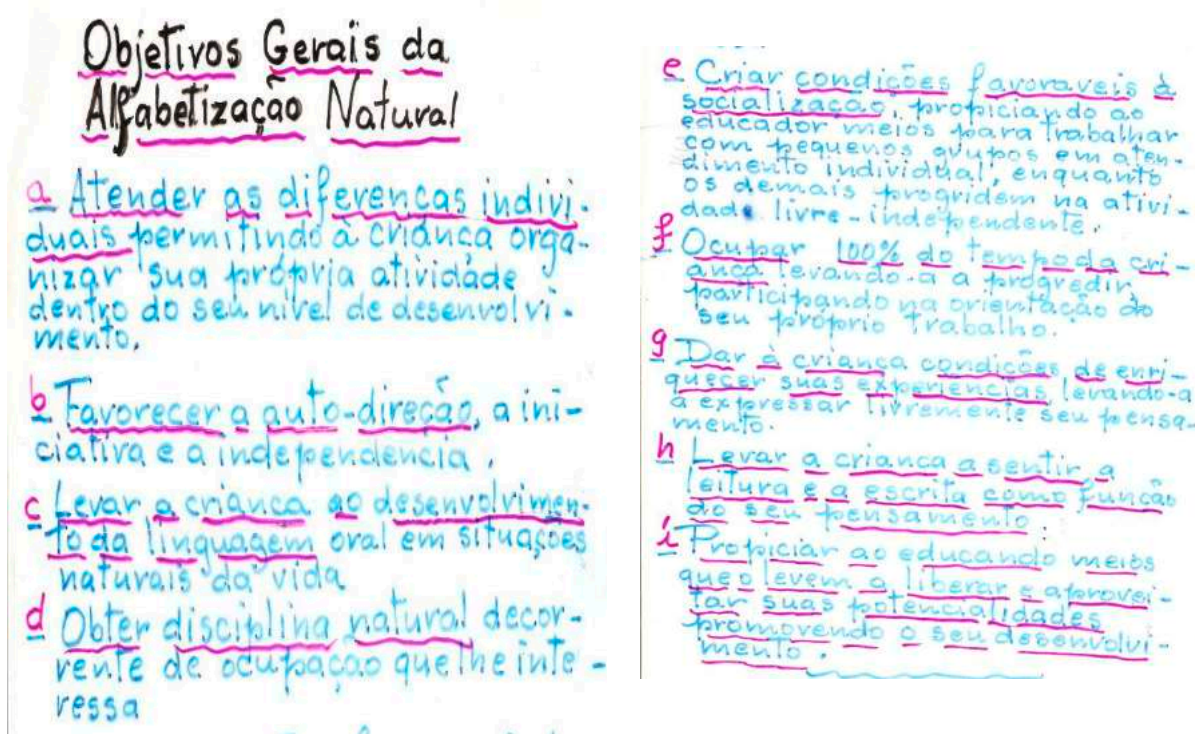 Objetivos Gerais da
Alfabetização Natural
a Atender as diferenças indivi-
duais permitindo à criança orga-
nizar sua própria atividade
dentro do seu nível de desenvolvi-
mento.
b Favorecer a auto-direção, a ini-
ciativa e a independencia.
c Levar a criança ao desenvolvimen-
to da linguagem oral em situações
naturais da vida
d Obter disciplina natural decor-
rente de ocupação que lhe inte-
ressa
e Criar condições favoraveis à
socialização, propiciando ao
educador meios para trabalhar
com pequenos grupos em aten-
dimento individual, enquanto
os demais progridem na ativi-
dade livre-independente.
f Ocupar 100% do tempo da cri-
ança levando-a a progredir
participando na orientação do
seu próprio trabalho.
g Dar à criança condições de enri-
quecer suas experiencias, levando-a
a expressar livremente seu pensa-
mento.
h Levar a criança a sentir a
leitura e a escrita como função
do seu pensamento.
i Propiciar ao educando meios
que o levem a liberar e aprovei-
tar suas potencialidades
promovendo o seu desenvolvi-
mento.